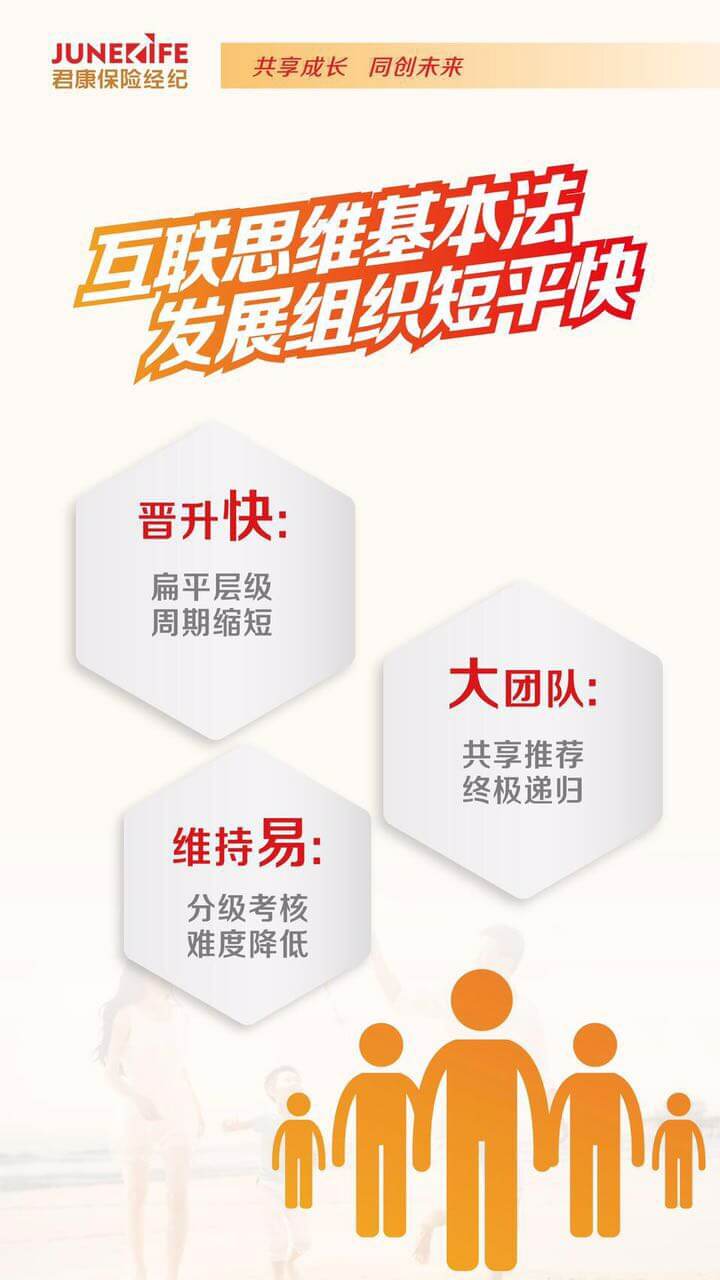 JUNELIFE
君康保险经纪
共享成长 同创未来
互联思维基本法
发展组织短平快
晋升快:
扁平层级
周期缩短
大团队:
共享推荐
终极递归
维持易:
分级考核
难度降低